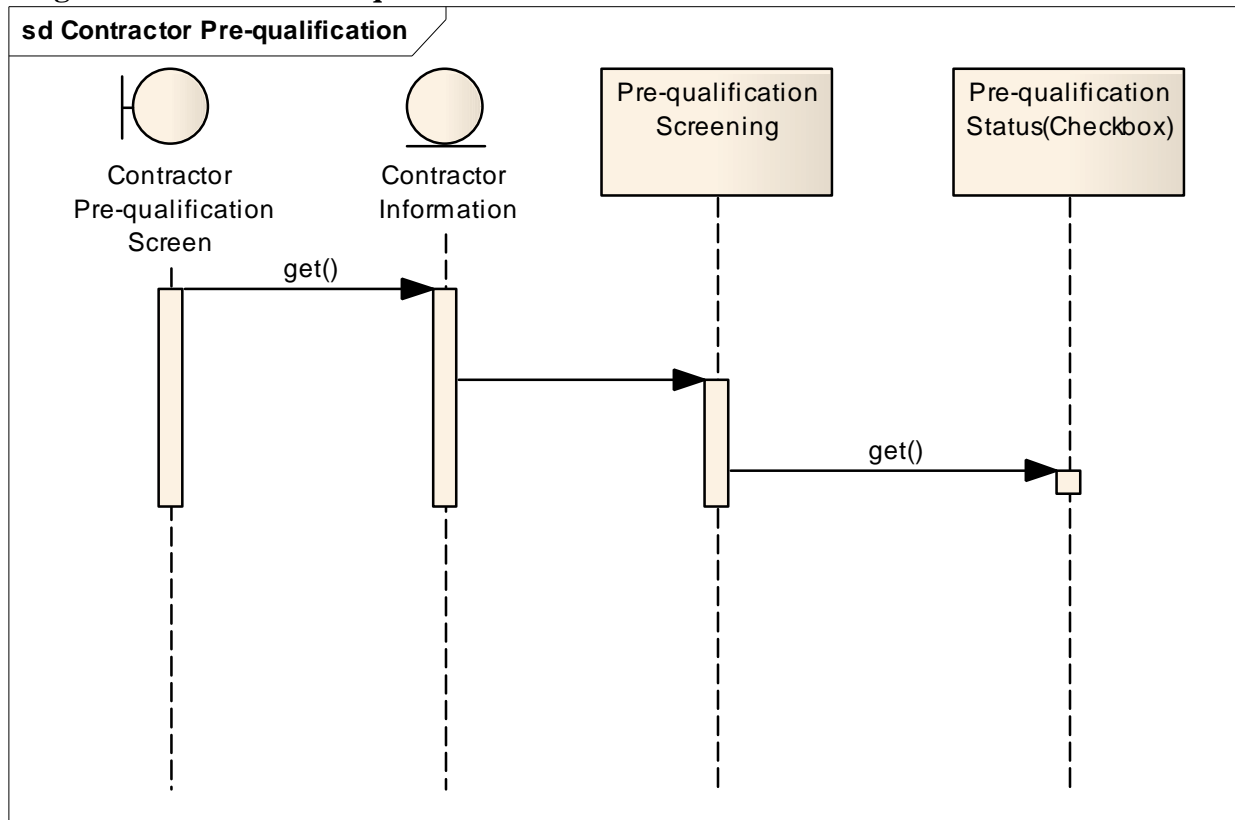 sd Contractor Pre-qualification
Contractor
Pre-qualification
Screen
Contractor
Information
Pre-qualification
Screening
Pre-qualification
Status(Checkbox)
get()
get()